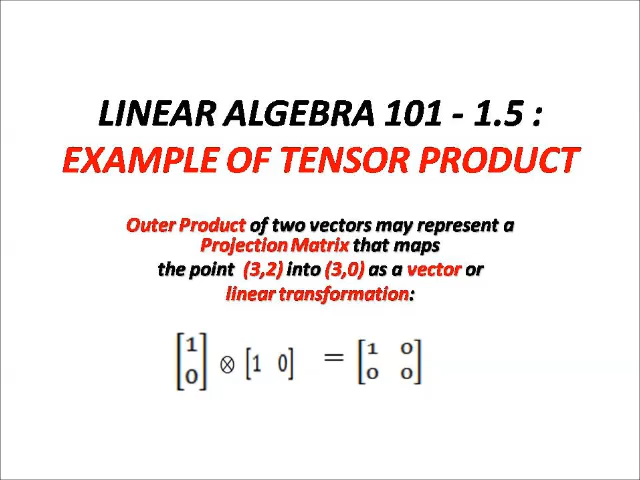 LINEAR ALGEBRA 101 - 1.5 :
EXAMPLE OF TENSOR PRODUCT
Outer Product of two vectors may represent a
Projection Matrix that maps
the point (3,2) into (3,0) as a vector or
linear transformation:
[1 0] ⊗ [1 0] = [1 0
0 0]